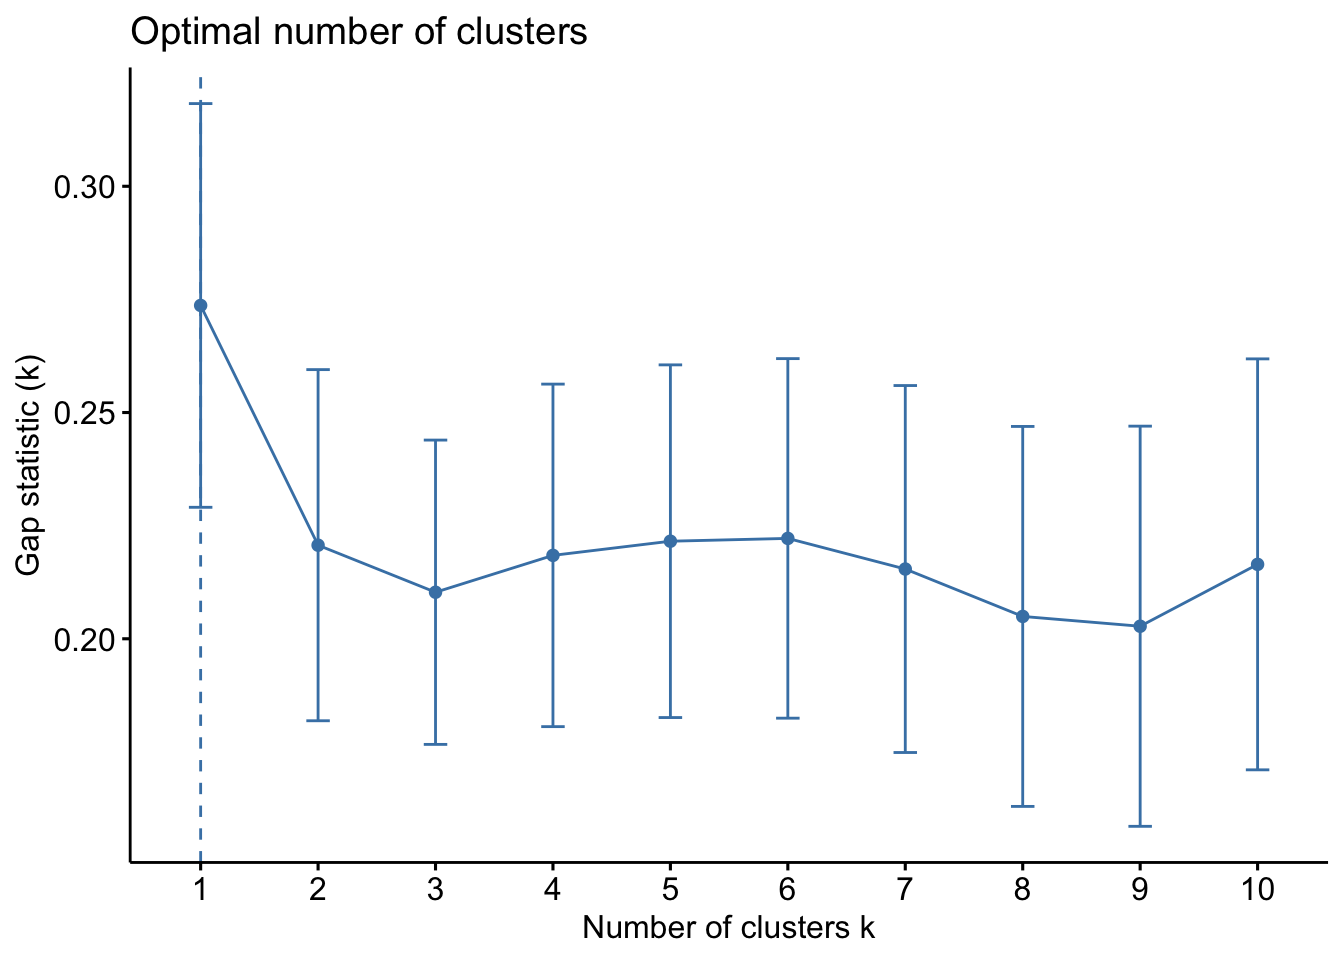 Optimal number of clusters
Gap statistic (k)
0.30
0.25
0.20
1 2 3 4 5 6 7 8 9 10
Number of clusters k